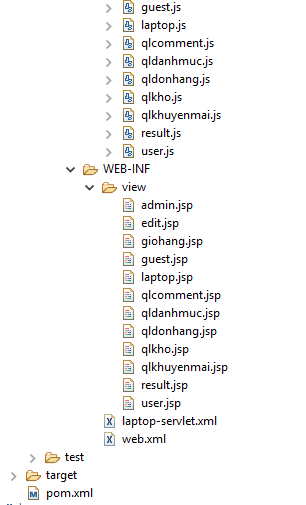 guest.js
laptop.js
qlcomment.js
qldanhmuc.js
qldonhang.js
qlkho.js
qlkhuyenmai.js
result.js
user.js
WEB-INF
view
admin.jsp
edit.jsp
giohang.jsp
guest.jsp
laptop.jsp
qlcomment.jsp
qldanhmuc.jsp
qldonhang.jsp
qlkho.jsp
qlkhuyenmai.jsp
result.jsp
user.jsp
laptop-servlet.xml
web.xml
test
target
pom.xml